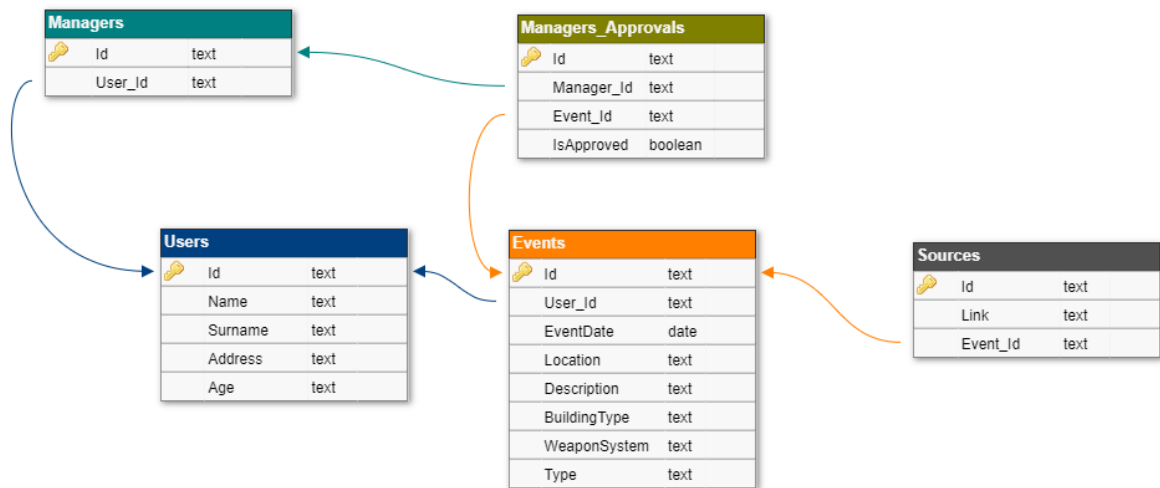 Managers
Id text
User_Id text
Managers_Approvals
Id text
Manager_Id text
Event_Id text
IsApproved boolean
Users
Id text
Name text
Surname text
Address text
Age text
Events
Id text
User_Id text
EventDate date
Location text
Description text
BuildingType text
WeaponSystem text
Type text
Sources
Id text
Link text
Event_Id text